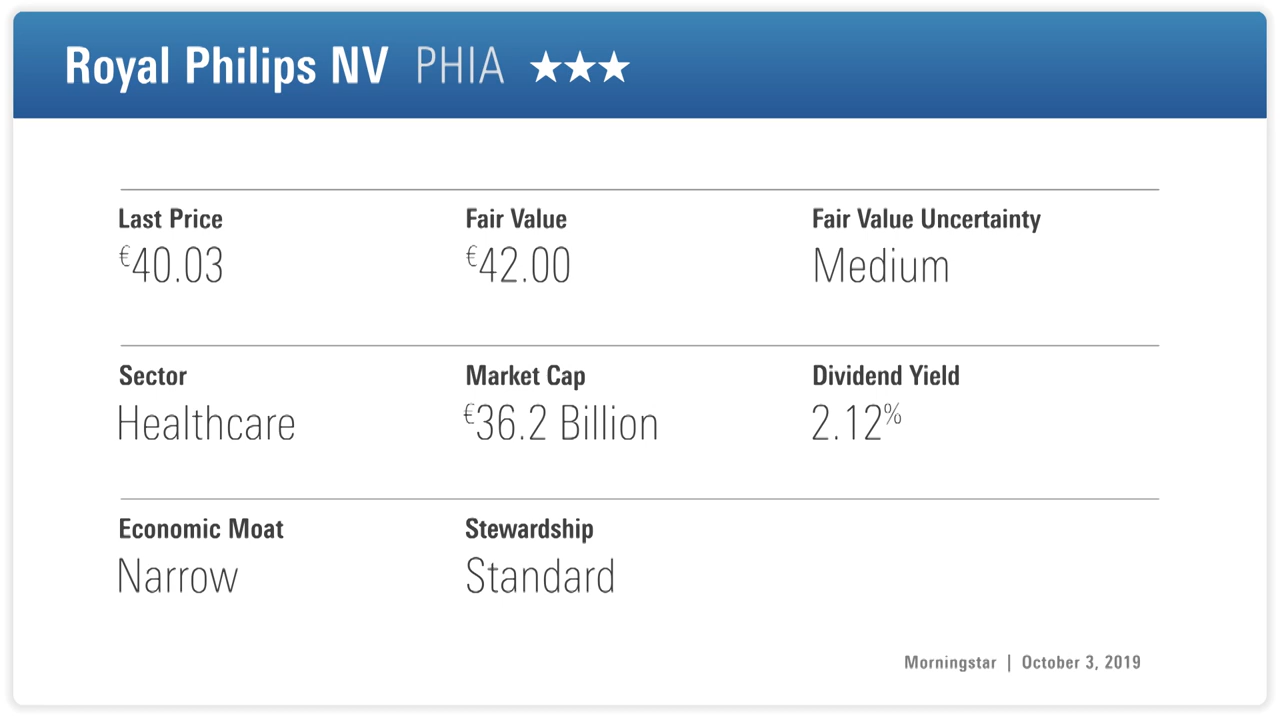 Royal Philips NV PHIA ★★★
Last Price Fair Value Fair Value Uncertainty
€40.03 €42.00 Medium
Sector Market Cap Dividend Yield
Healthcare €36.2 Billion 2.12%
Economic Moat Stewardship
Narrow Standard
Morningstar | October 3, 2019